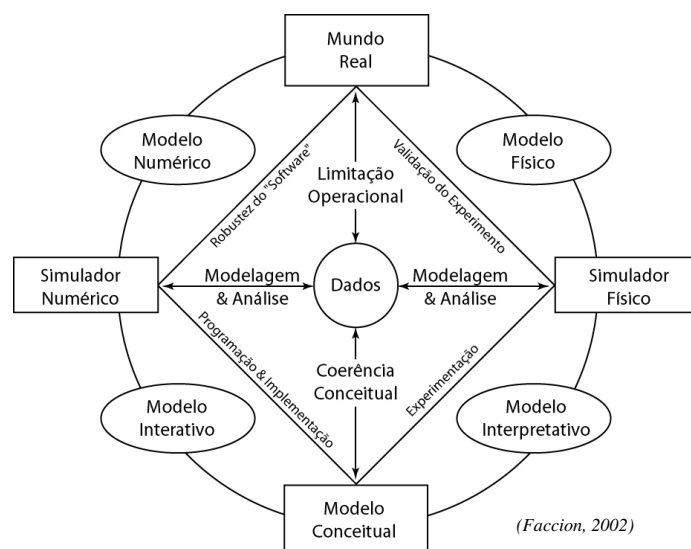 Mundo
Real
Modelo
Numérico
Modelo
Físico
Robustez do "Software"
Validação do Experimento
Limitação
Operacional
Simulador
Numérico
Modelagem
& Análise
Dados
Modelagem
& Análise
Simulador
Físico
Programação & Implementação
Coerência
Conceitual
Experimentação
Modelo
Interativo
Modelo
Interpretativo
Modelo
Conceitual
(Faccion, 2002)